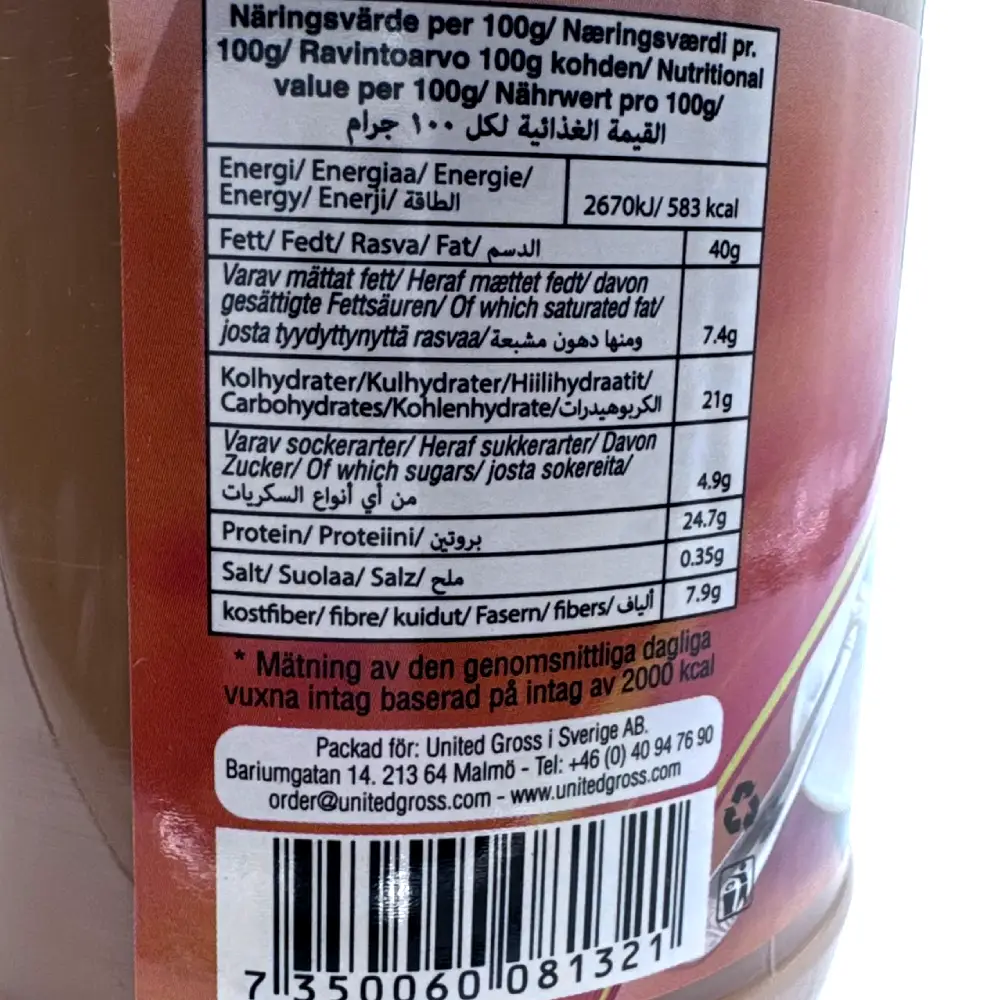 Näringsvärde per 100g/ Næringsværdi pr.
100g/ Ravintoarvo 100g kohden/ Nutritional
value per 100g/ Nährwert pro 100g/
القيمة الغذائية لكل ١٠٠ جرام
Energi/ Energiaa/ Energie/
Energy/ Enerji/ الطاقة
2670kJ/ 583 kcal
Fett/ Fedt/ Rasva/ Fat/ الدسم
40g
Varav mättat fett/ Heraf mættet fedt/ davon
gesättigte Fettsäuren/ Of which saturated fat/
josta tyydyttynyttä rasvaa/ ومنها دهون مشبعة
7.4g
Kolhydrater/Kulhydrater/Hiilihydraatit/
Carbohydrates/Kohlenhydrate/الكربوهيدرات
21g
Varav sockerarter/ Heraf sukkerarter/ Davon
Zucker/ Of which sugars/ josta sokereita/
من أي أنواع السكريات
4.9g
Protein/ Proteiini/ بروتين
24.7g
Salt/ Suolaa/ Salz/ ملح
0.35g
kostfiber/ fibre/ kuidut/ Fasern/ fibers/ ألياف
7.9g
* Mätning av den genomsnittliga dagliga
vuxna intag baserad på intag av 2000 kcal
Packad för: United Gross i Sverige AB.
Bariumgatan 14. 213 64 Malmö - Tel: +46 (0) 40 94 76 90
order@unitedgross.com - www.unitedgross.com
7 350060 081321